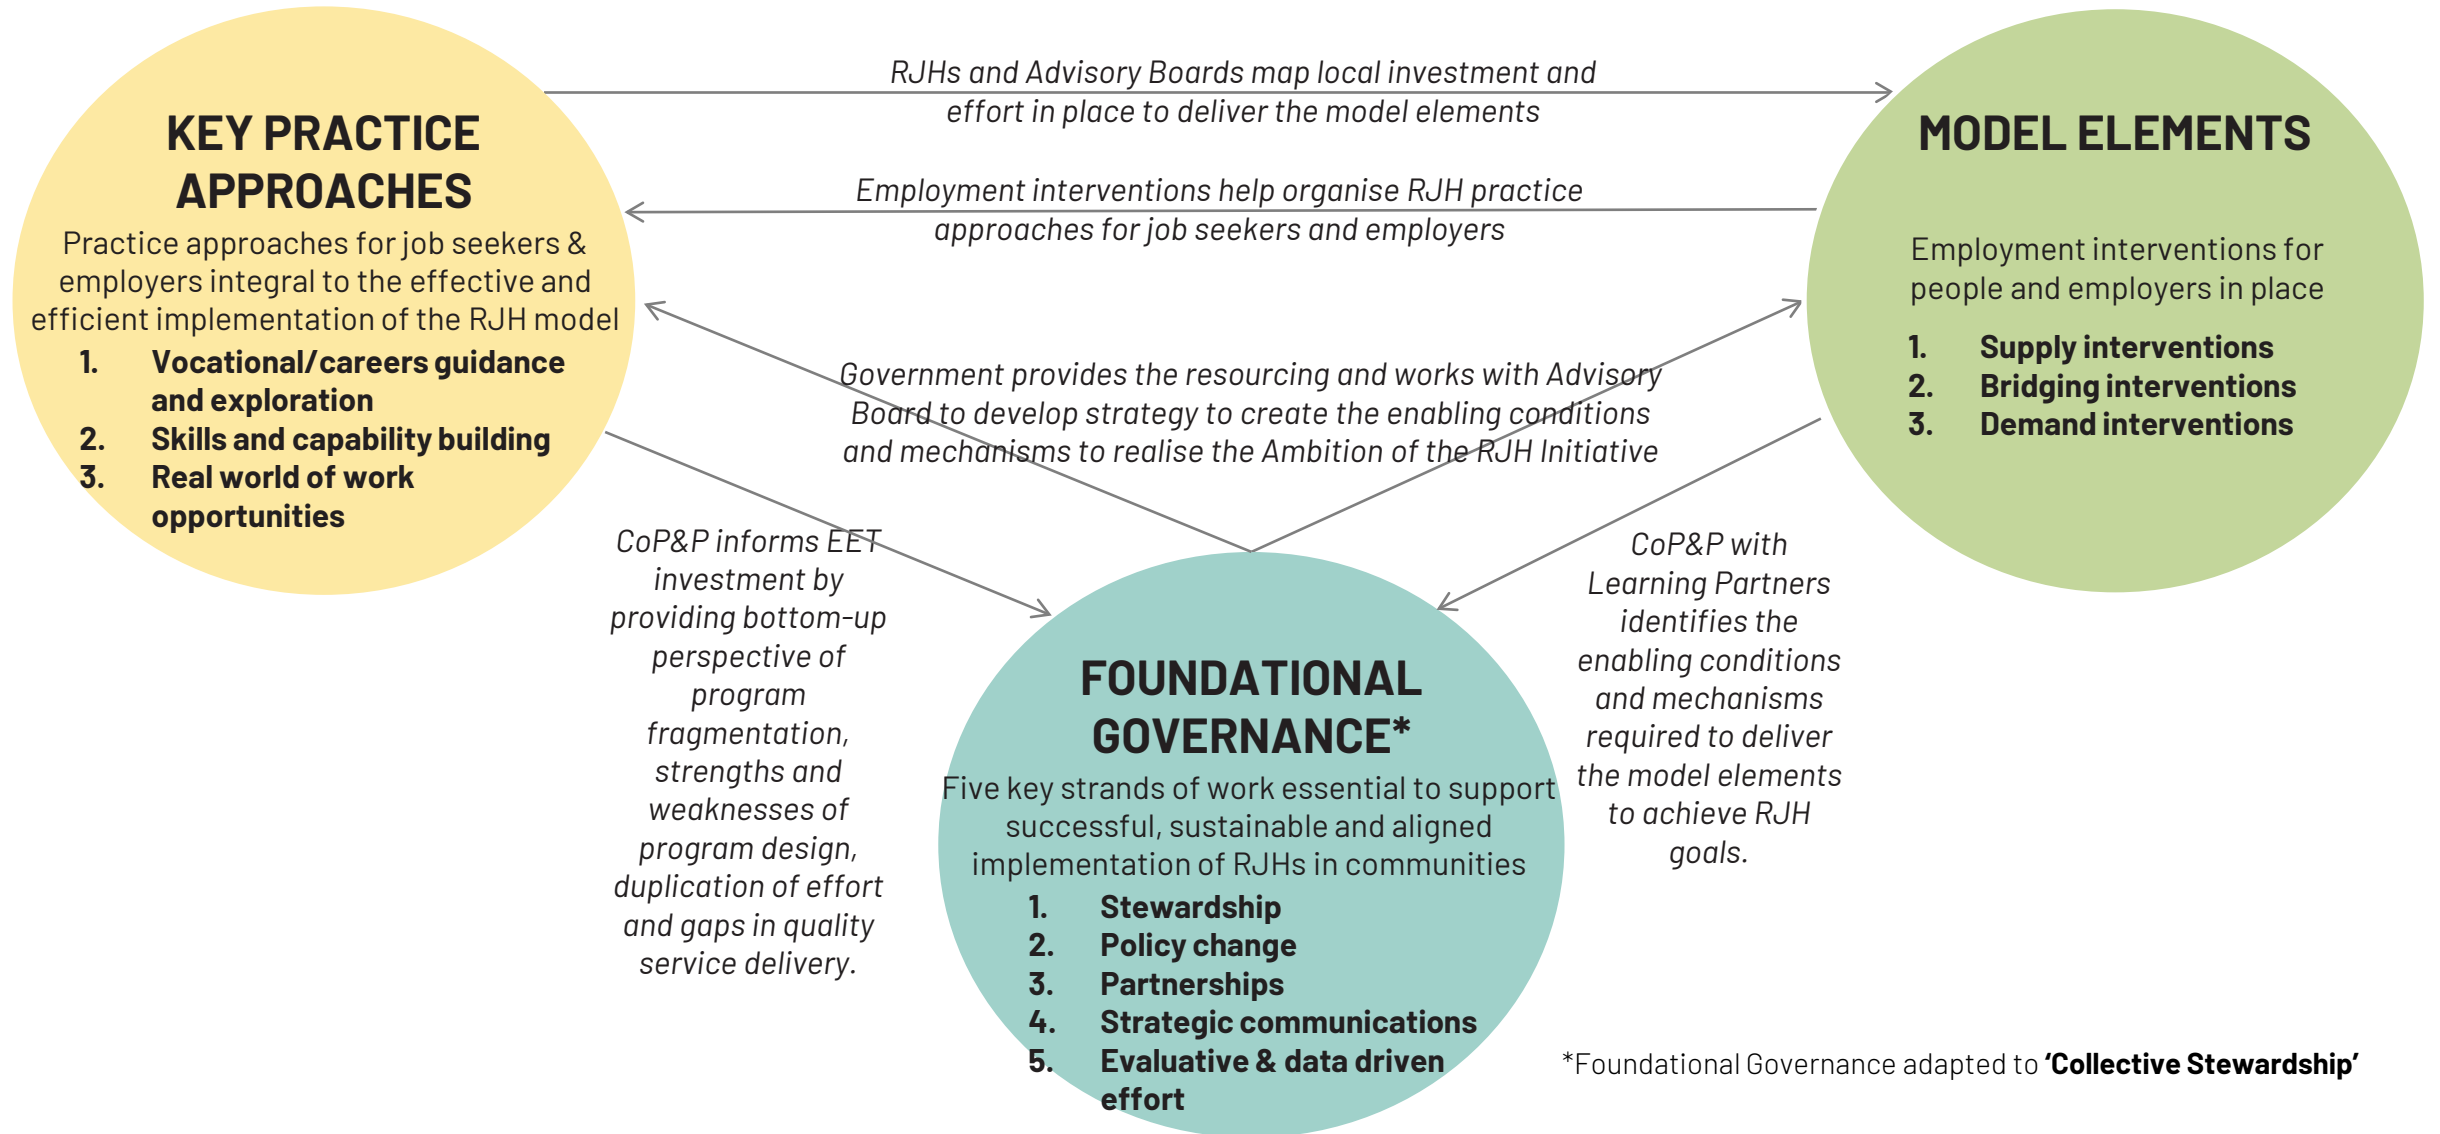 KEY PRACTICE
APPROACHES
Practice approaches for job seekers &
employers integral to the effective and
efficient implementation of the RJH model
1. Vocational/careers guidance
and exploration
2. Skills and capability building
3. Real world of work
opportunities
RJHs and Advisory Boards map local investment and
effort in place to deliver the model elements
Employment interventions help organise RJH practice
approaches for job seekers and employers
Government provides the resourcing and works with Advisory
Board to develop strategy to create the enabling conditions
and mechanisms to realise the Ambition of the RJH Initiative
MODEL ELEMENTS
Employment interventions for
people and employers in place
1. Supply interventions
2. Bridging interventions
3. Demand interventions
CoP&P informs EET
investment by
providing bottom-up
perspective of
program
fragmentation,
strengths and
weaknesses of
program design,
duplication of effort
and gaps in quality
service delivery.
FOUNDATIONAL
GOVERNANCE*
Five key strands of work essential to support
successful, sustainable and aligned
implementation of RJHs in communities
1. Stewardship
2. Policy change
3. Partnerships
4. Strategic communications
5. Evaluative & data driven
effort
CoP&P with
Learning Partners
identifies the
enabling conditions
and mechanisms
required to deliver
the model elements
to achieve RJH
goals.
*Foundational Governance adapted to ‘Collective Stewardship’